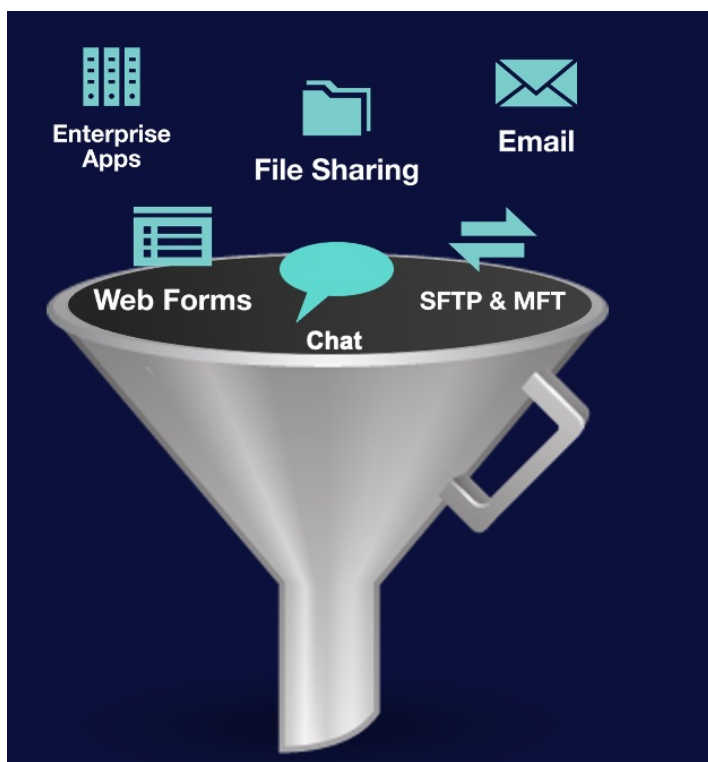 Enterprise
Apps
File Sharing
Email
Web Forms
Chat
SFTP & MFT